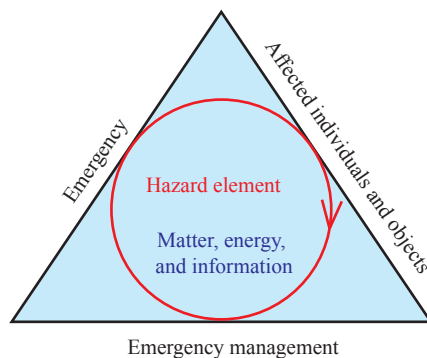 Emergency
Affected individuals and objects
Hazard element
Matter, energy,
and information
Emergency management